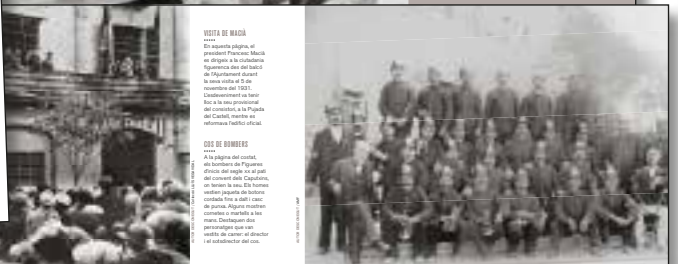 VISITA DE MACIÀ
En aquesta pàgina, el
president Francesc Macià
es dirigeix a la ciutadania
figuerenca des del balcó
de l'Ajuntament durant
la seva visita el 5 de
novembre del 1931.
L'esdeveniment va tenir
lloc a la seu provisional
del consistori, a la Pujada
del Castell, mentre es
reformava l'edifici oficial.
COS DE BOMBERS
A la pàgina del costat,
els bombers de Figueres
d'inicis del segle XX al pati
del convent dels Caputxins,
on tenien la seu. Els homes
vestien jaqueta de botons
cordada fins a dalt i casc
de punxa. Alguns mostren
cornetes o martells a les
mans. Destaquen dos
personatges que van
vestits de carrer: el director
i el sotsdirector del cos.